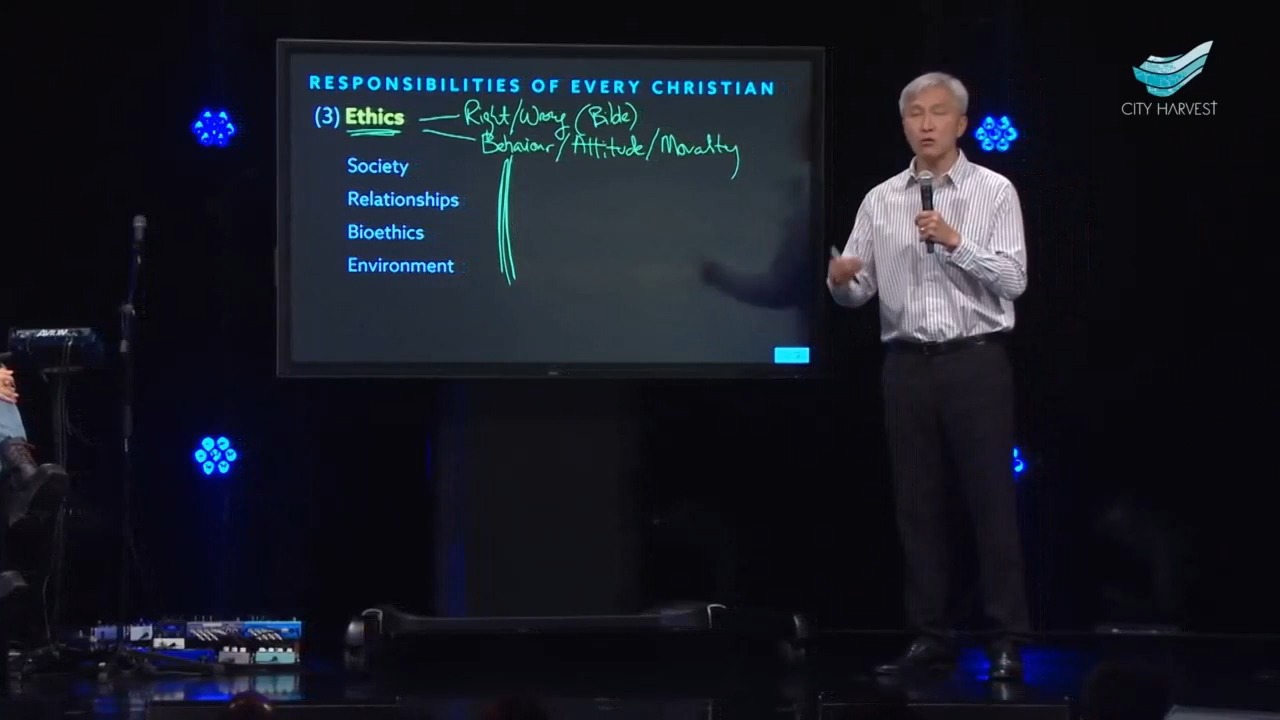 RESPONSIBILITIES OF EVERY CHRISTIAN
(3) Ethics — Right/Wrong (Bible)
— Behaviour/Attitude/Morality
Society
Relationships
Bioethics
Environment
CITY HARVEST